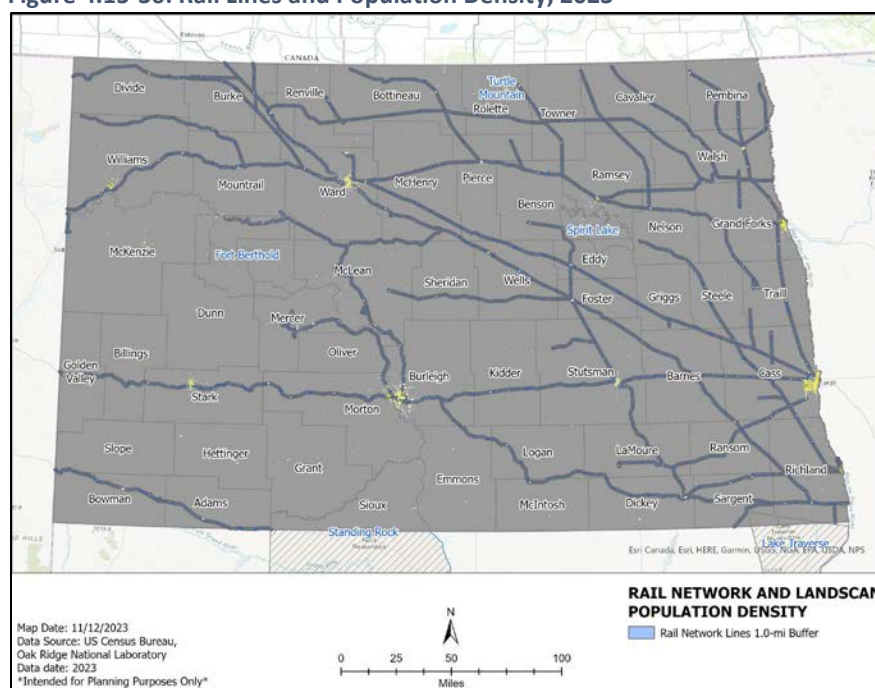 Figure 4.15-30: Rail Lines and Population Density, 2023
CANADA
Divide
Burke
Renville
Bottineau
Turtle
Mountain
Rolette
Towner
Cavalier
Pembina
Walsh
Williams
Mountrail
Ward
McHenry
Pierce
Ramsey
Benson
Spirit Lake
Nelson
Grand Forks
McKenzie
Fort Berthold
McLean
Sheridan
Wells
Eddy
Foster
Griggs
Steele
Traill
Dunn
Mercer
Oliver
Golden
Valley
Billings
Stark
Morton
Burleigh
Kidder
Stutsman
Barnes
Cass
Slope
Hettinger
Grant
Emmons
Logan
LaMoure
Ransom
Richland
Bowman
Adams
Sioux
McIntosh
Dickey
Sargent
Standing Rock
Lake Traverse
Esri Canada, Esri, HERE, Garmin, USGS, NGA, EPA, USDA, NPS
RAIL NETWORK AND LANDSCAN
POPULATION DENSITY
Rail Network Lines 1.0-mi Buffer
Map Date: 11/12/2023
Data Source: US Census Bureau,
Oak Ridge National Laboratory
Data date: 2023
*Intended for Planning Purposes Only*
N
0 25 50 100
Miles